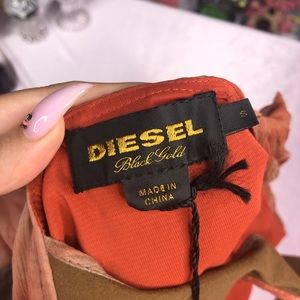 DIESEL
Black Gold
S
MADE IN
CHINA